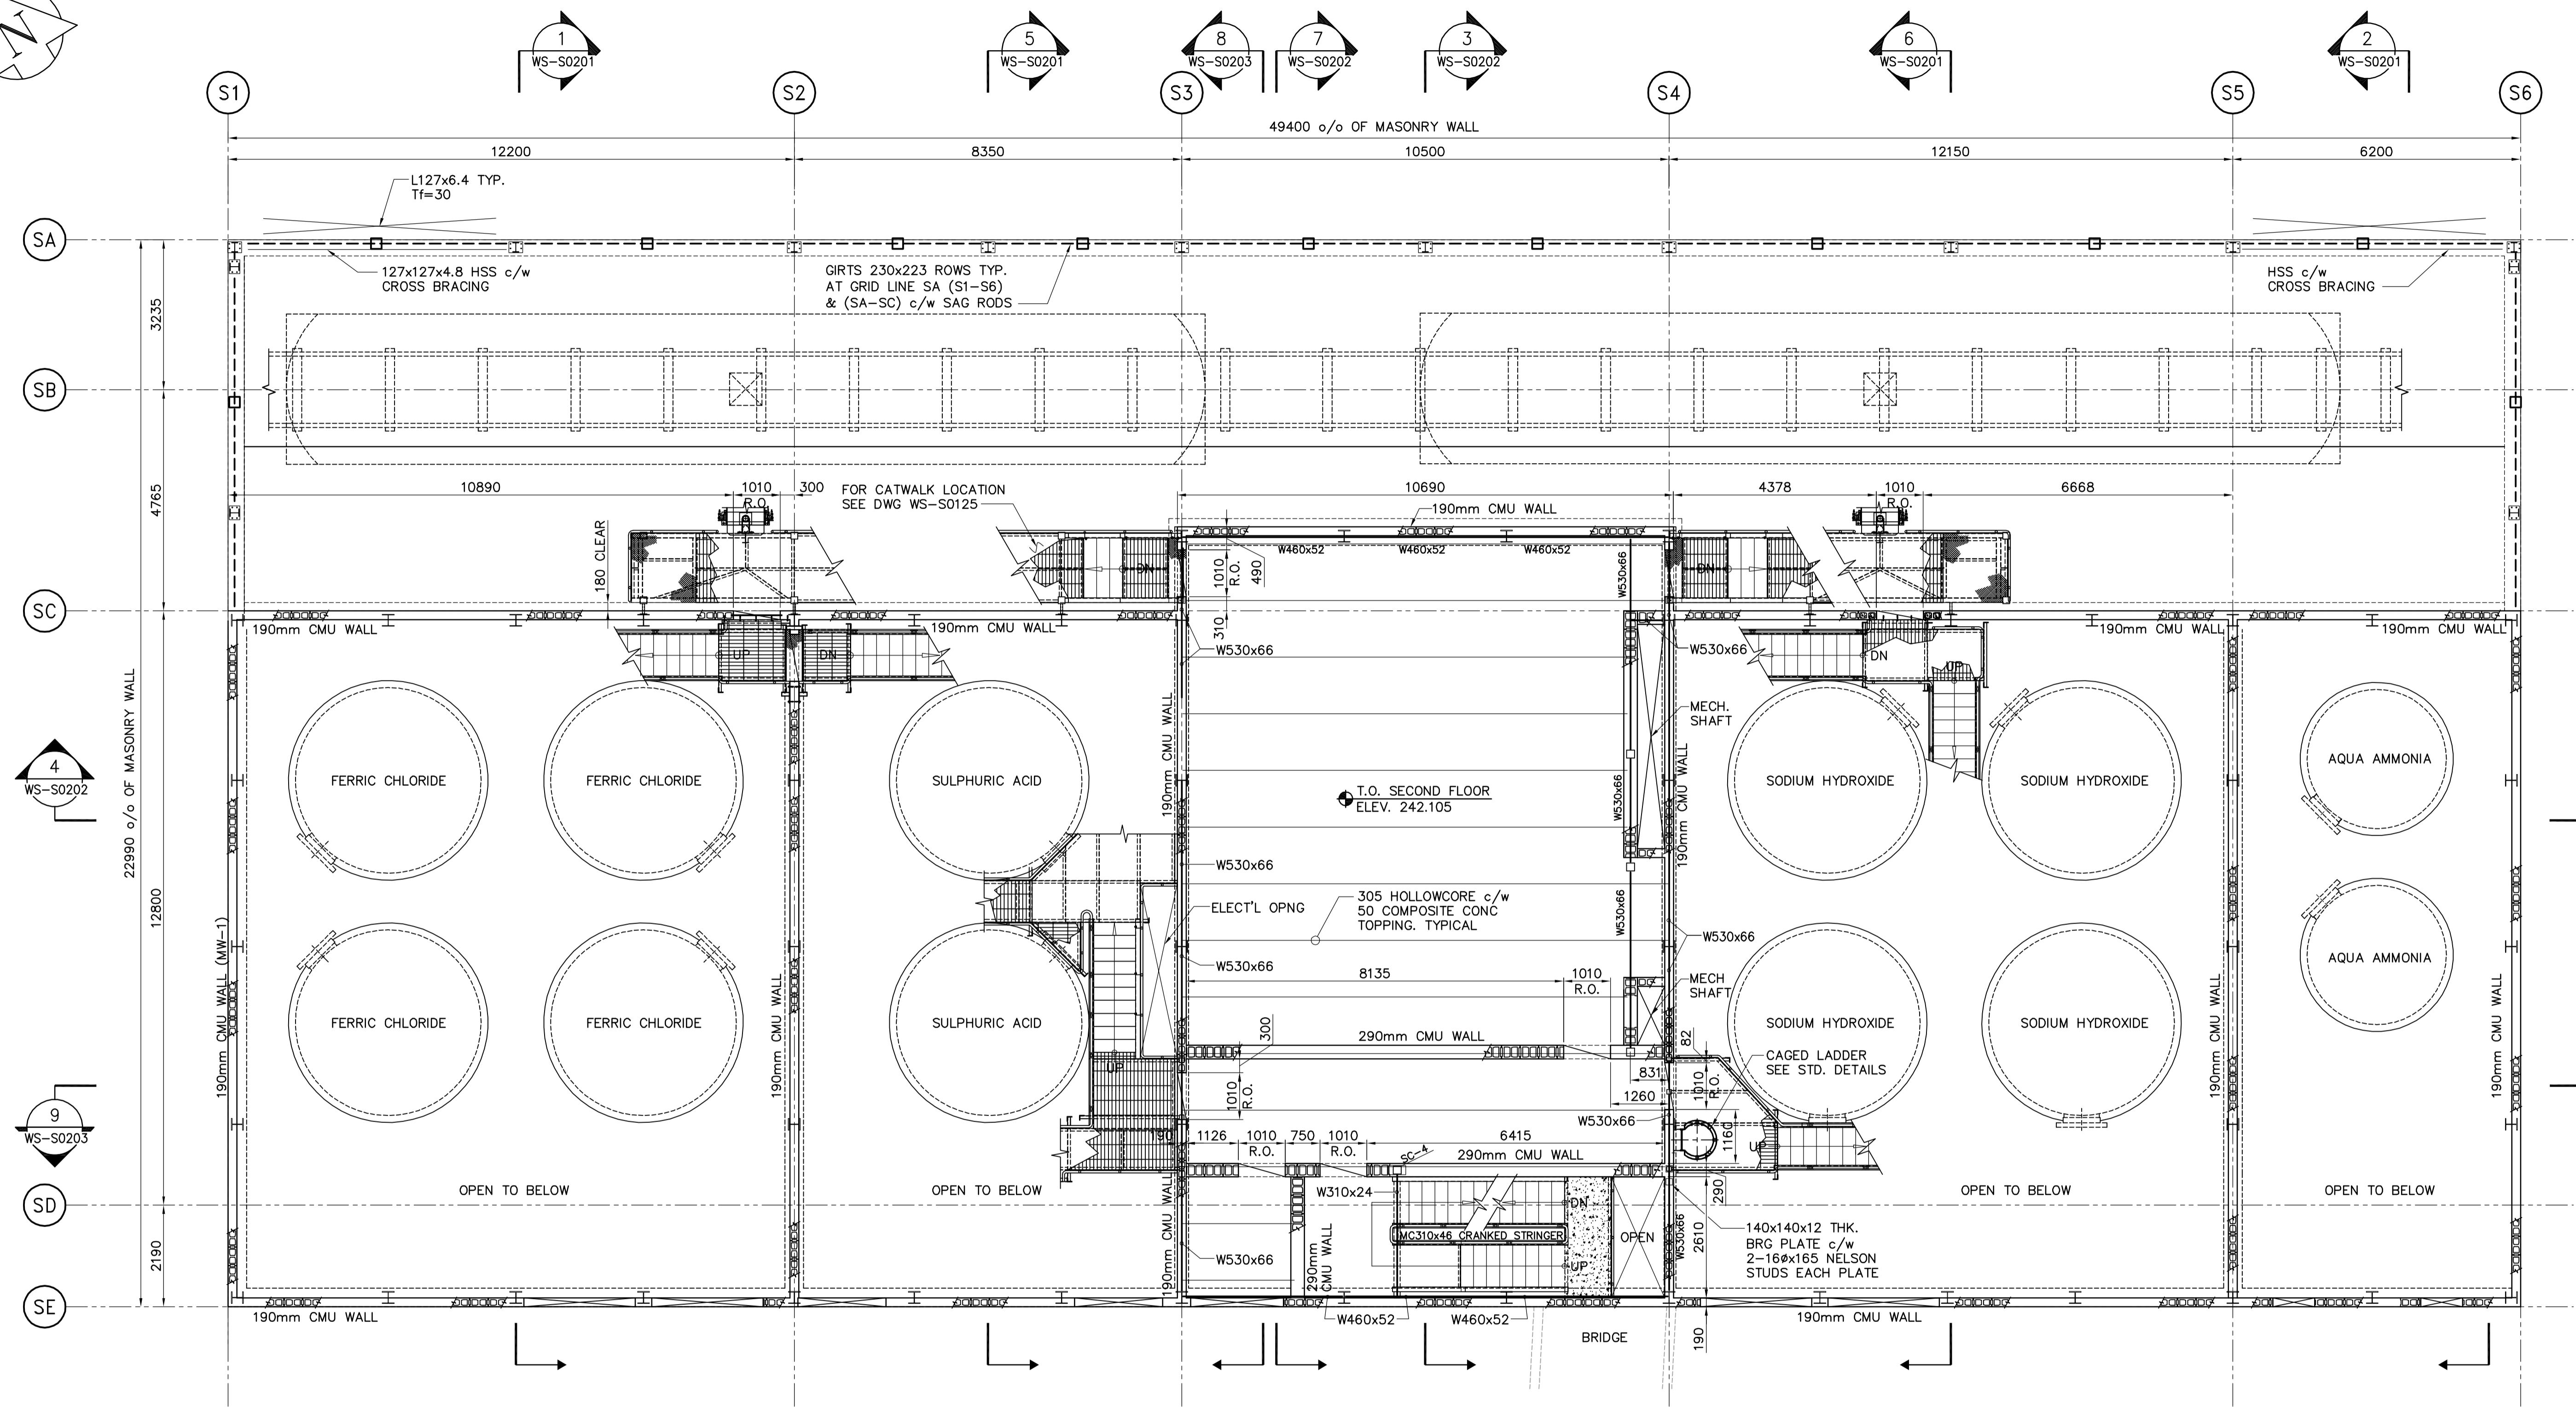 N
1
WS-S0201
5
WS-S0201
8
WS-S0203
7
WS-S0202
3
WS-S0202
6
WS-S0201
2
WS-S0201
S1
S2
S3
S4
S5
S6
49400 o/o OF MASONRY WALL
12200
8350
10500
12150
6200
L127x6.4 TYP.
Tf=30
SA
127x127x4.8 HSS c/w
CROSS BRACING
GIRTS 230x223 ROWS TYP.
AT GRID LINE SA (S1-S6)
& (SA-SC) c/w SAG RODS
HSS c/w
CROSS BRACING
3235
SB
4765
10890
1010
R.O.
300
FOR CATWALK LOCATION
SEE DWG WS-S0125
10690
4378
1010
R.O.
6668
190mm CMU WALL
180 CLEAR
W460x52
W460x52
W460x52
1010
R.O.
490
W530x66
DN
DN
SC
190mm CMU WALL
190mm CMU WALL
310
190mm CMU WALL
190mm CMU WALL
UP
DN
W530x66
W530x66
DN
UP
22990 o/o OF MASONRY WALL
190mm CMU WALL
MECH.
SHAFT
190mm CMU WALL
4
WS-S0202
FERRIC CHLORIDE
FERRIC CHLORIDE
SULPHURIC ACID
T.O. SECOND FLOOR
ELEV. 242.105
W530x66
SODIUM HYDROXIDE
SODIUM HYDROXIDE
AQUA AMMONIA
W530x66
12800
ELECT'L OPNG
305 HOLLOWCORE c/w
50 COMPOSITE CONC
TOPPING. TYPICAL
W530x66
W530x66
W530x66
190mm CMU WALL (MW-1)
190mm CMU WALL
8135
1010
R.O.
MECH
SHAFT
190mm CMU WALL
190mm CMU WALL
AQUA AMMONIA
FERRIC CHLORIDE
FERRIC CHLORIDE
SULPHURIC ACID
SODIUM HYDROXIDE
SODIUM HYDROXIDE
290mm CMU WALL
300
82
CAGED LADDER
SEE STD. DETAILS
UP
831
1010
R.O.
1010
R.O.
1260
9
WS-S0203
W530x66
190
1126
1010
R.O.
750
1010
R.O.
6415
1160
UP
290mm CMU WALL
SC-4
SD
OPEN TO BELOW
OPEN TO BELOW
W310x24
DN
290
OPEN TO BELOW
OPEN TO BELOW
190mm CMU WALL
MC310x46 CRANKED STRINGER
OPEN
W530x66
2610
140x140x12 THK.
BRG PLATE c/w
2-16øx165 NELSON
STUDS EACH PLATE
2190
W530x66
290mm
CMU WALL
UP
SE
190mm CMU WALL
W460x52
W460x52
BRIDGE
190
190mm CMU WALL